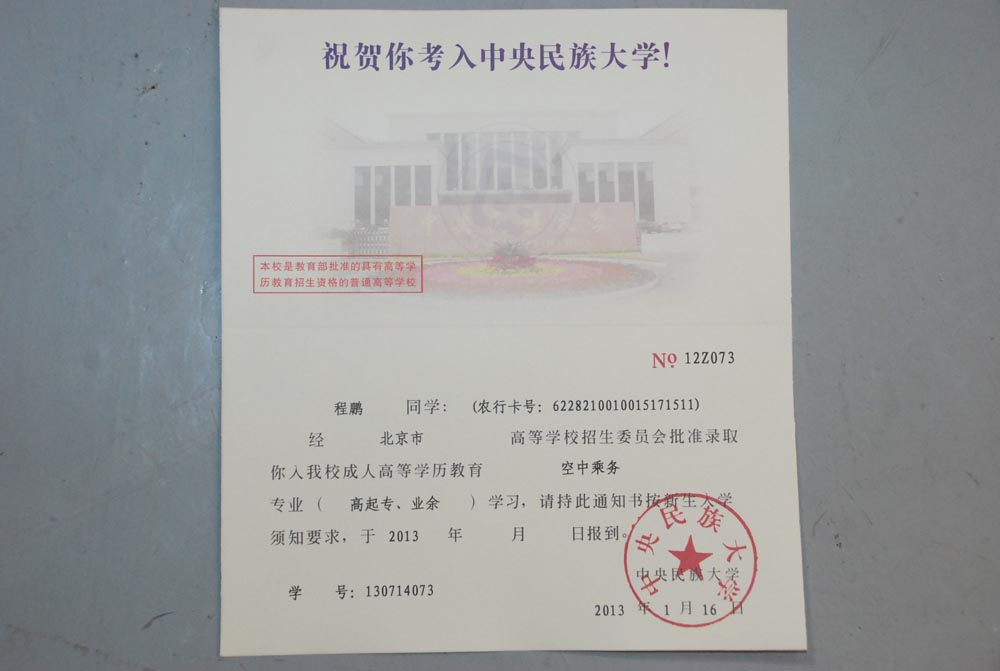 祝贺你考入中央民族大学!
本校是教育部批准的具有高等学
历教育招生资格的普通高等学校
No 12Z073
程鹏 同学: (农行卡号: 6228210010015171511)
经 北京市 高等学校招生委员会批准录取
你入我校成人高等学历教育 空中乘务
专业 ( 高起专、业余 ) 学习, 请持此通知书按新生入学
须知要求, 于 2013 年 月 日报到。
中央民族大学
中央民族大学
学 号: 130714073
2013 年 1 月 16 日